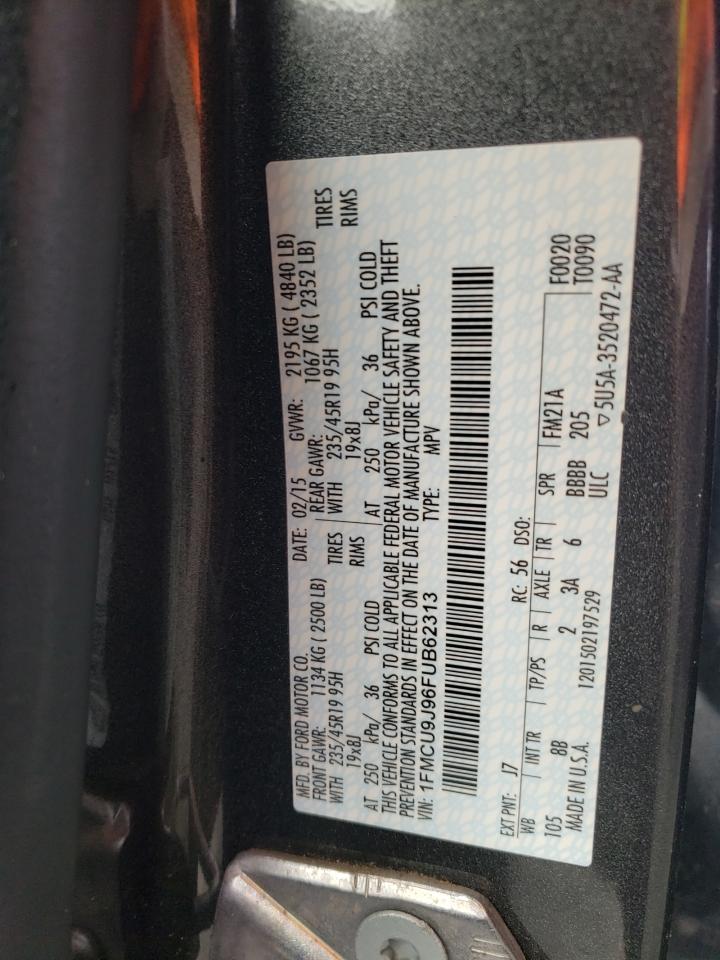 MFD. BY FORD MOTOR CO. DATE: 02/15 GVWR: 2195 KG ( 4840 LB)
FRONT GAWR: 1134 KG ( 2500 LB) REAR GAWR: 1067 KG ( 2352 LB)
WITH 235/45R19 95H TIRES WITH 235/45R19 95H TIRES
19x8J RIMS 19x8J RIMS
AT 250 kPa/ 36 PSI COLD AT 250 kPa/ 36 PSI COLD
THIS VEHICLE CONFORMS TO ALL APPLICABLE FEDERAL MOTOR VEHICLE SAFETY AND THEFT
PREVENTION STANDARDS IN EFFECT ON THE DATE OF MANUFACTURE SHOWN ABOVE.
VIN: 1FMCU9J96FUB62313 TYPE: MPV
EXT PNT: J7 RC: 56 DSO:
WB INT TR TP/PS R AXLE TR SPR FM21A F0020
105 8B 2 3A 6 BBBB 205 T0090
MADE IN U.S.A. 1201502197529 ULC ▽5U5A-3520472-AA